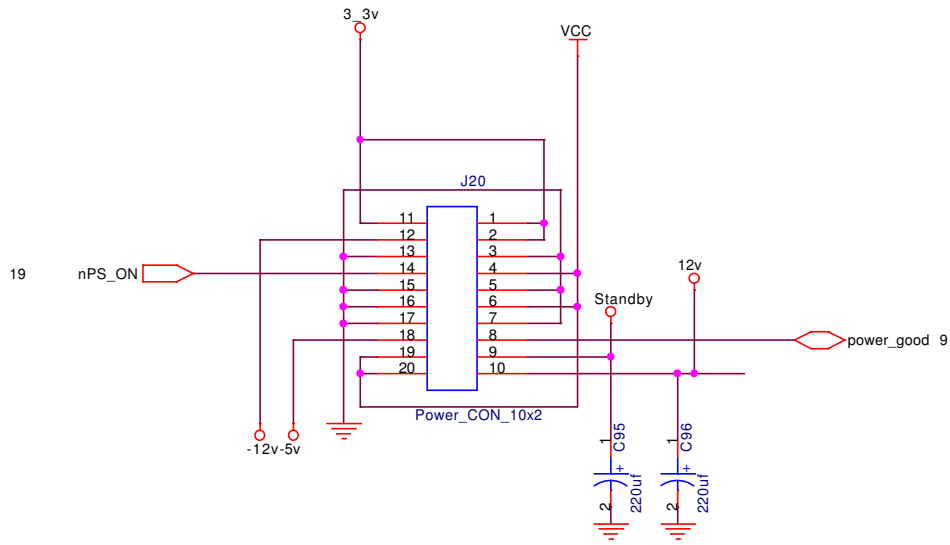 3_3v
VCC
J20
11 1
12 2
13 3
19 nPS_ON 14 4 12v
15 5
Standby
16 6
17 7
18 8 power_good 9
19 9
20 10
Power_CON_10x2
-12v -5v
1 C95 1 C96
+ +
2 220uf 2 220uf